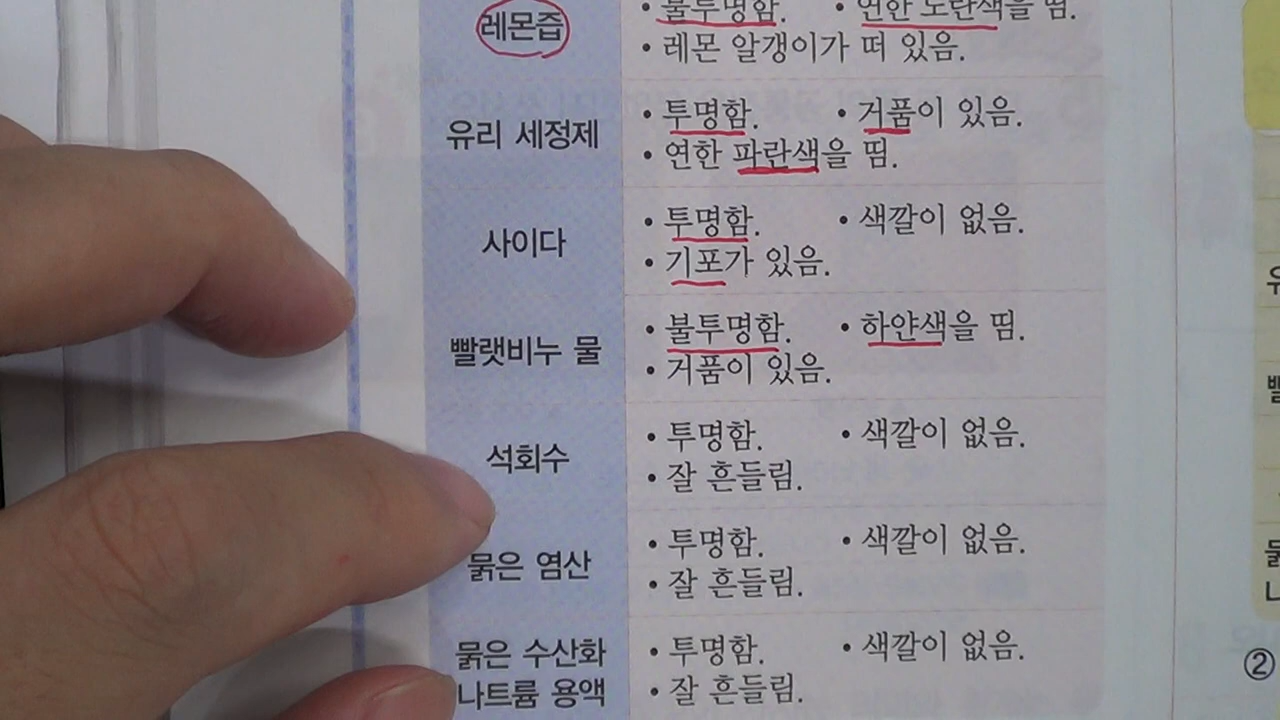 레몬즙
• 불투명함. • 연한 노란색을 띰.
• 레몬 알갱이가 떠 있음.
유리 세정제
• 투명함. • 거품이 있음.
• 연한 파란색을 띰.
사이다
• 투명함. • 색깔이 없음.
• 기포가 있음.
빨랫비누 물
• 불투명함. • 하얀색을 띰.
• 거품이 있음.
석회수
• 투명함. • 색깔이 없음.
• 잘 흔들림.
묽은 염산
• 투명함. • 색깔이 없음.
• 잘 흔들림.
묽은 수산화
나트륨 용액
• 투명함. • 색깔이 없음.
• 잘 흔들림.
②